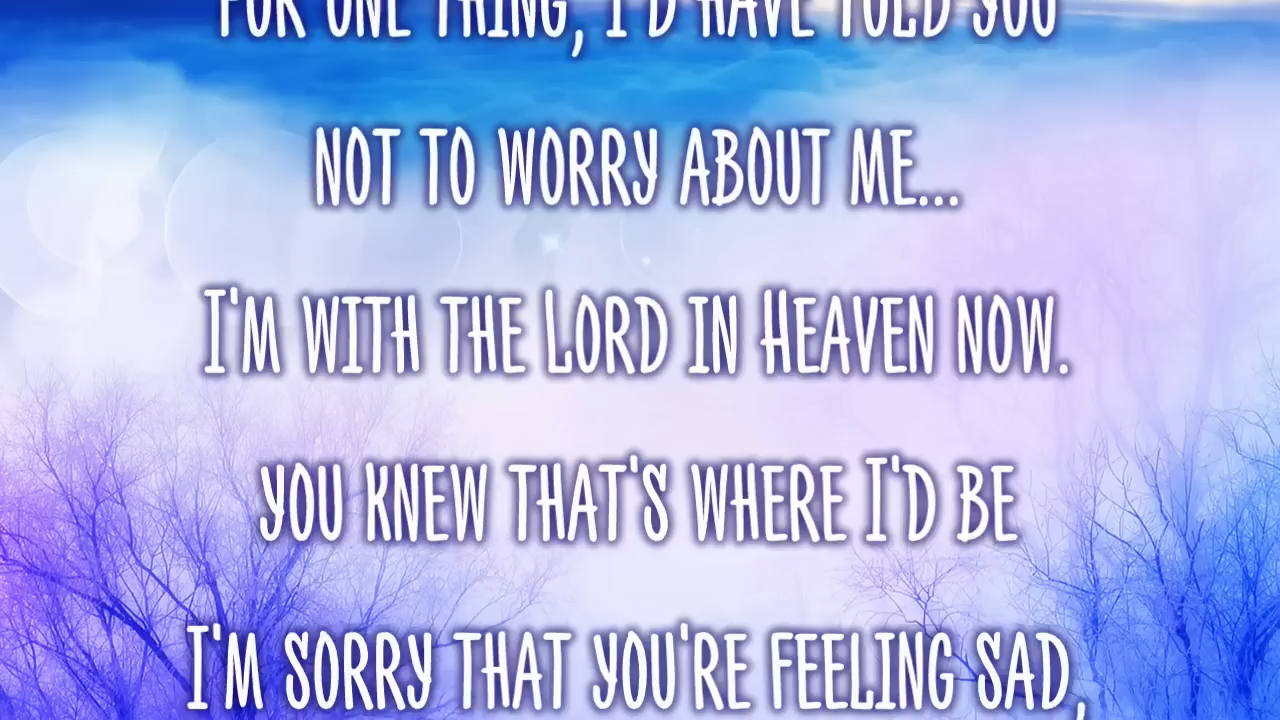 FOR ONE THING, I'D HAVE TOLD YOU
NOT TO WORRY ABOUT ME...
I'M WITH THE LORD IN HEAVEN NOW.
YOU KNEW THAT'S WHERE I'D BE
I'M SORRY THAT YOU'RE FEELING SAD,